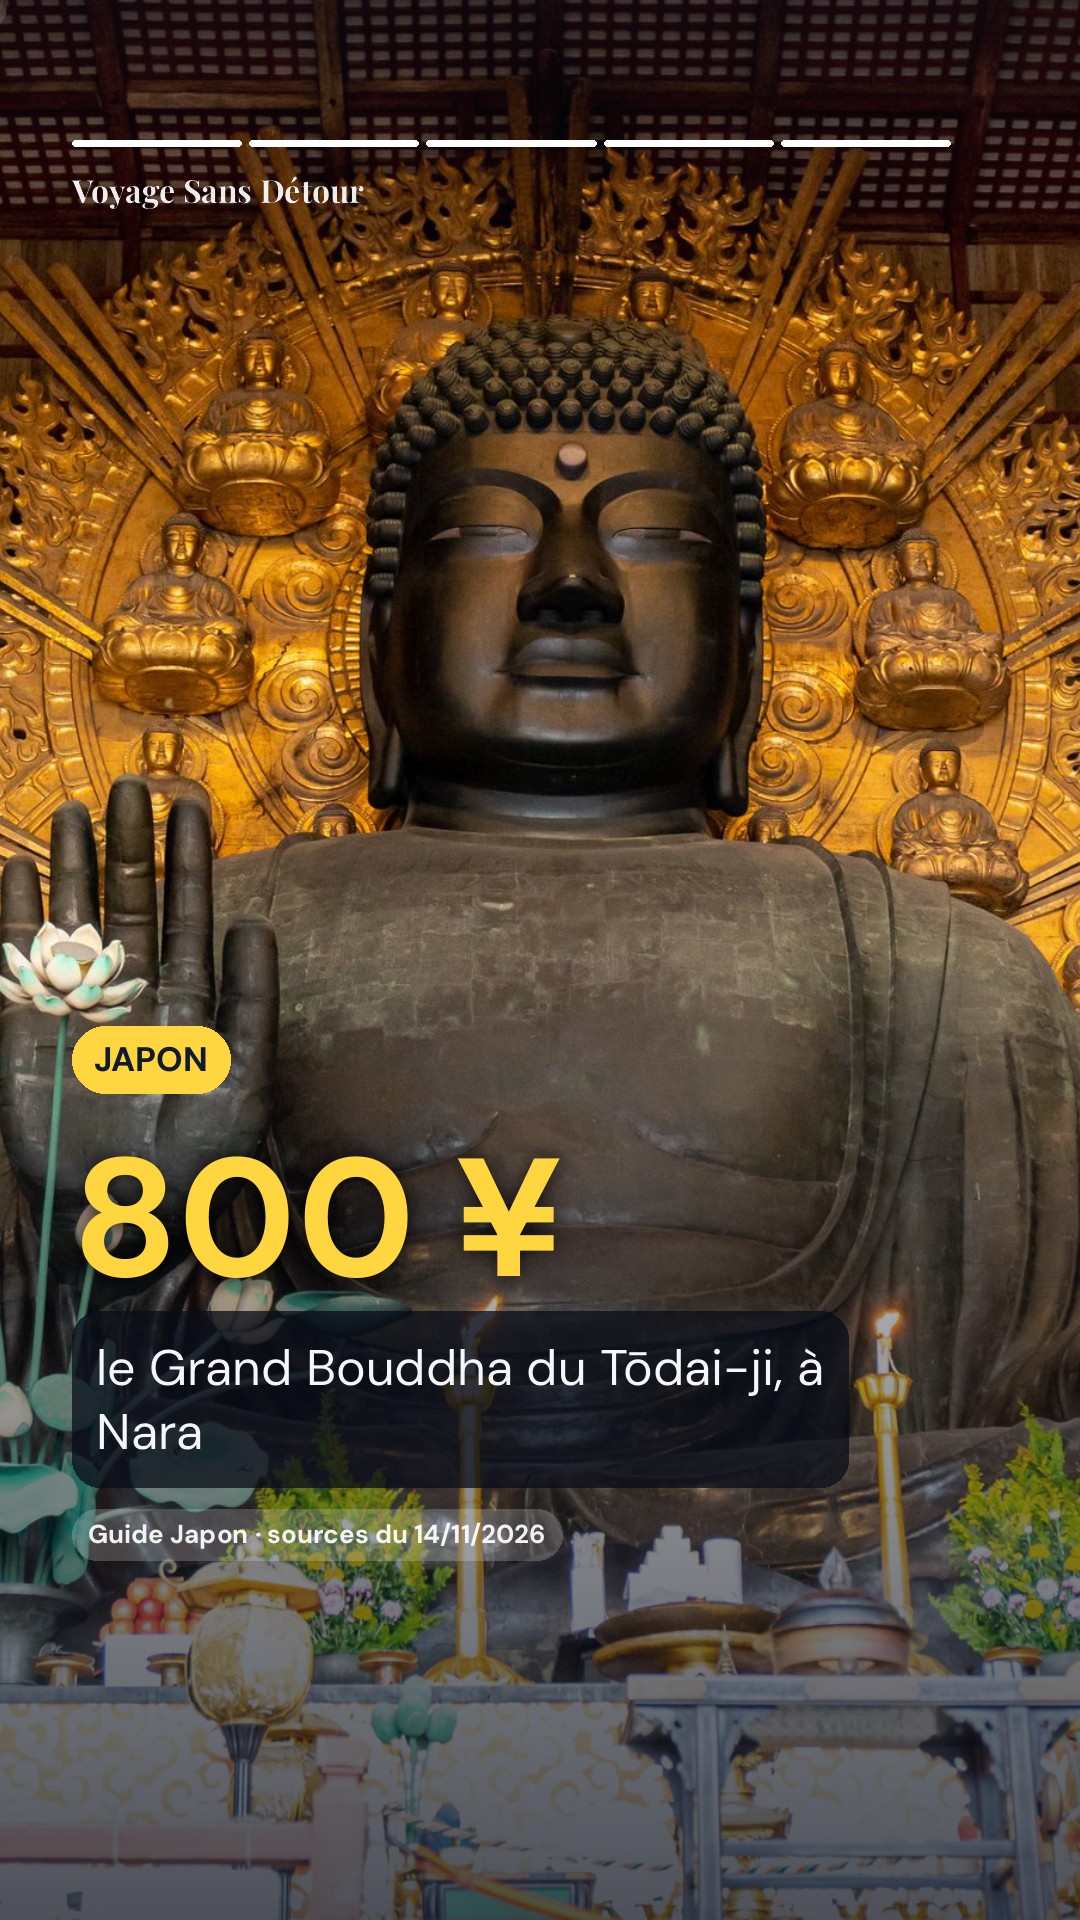 Voyage Sans Détour
JAPON
800 ¥
le Grand Bouddha du Tōdai-ji, à
Nara
Guide Japon · sources du 14/11/2026